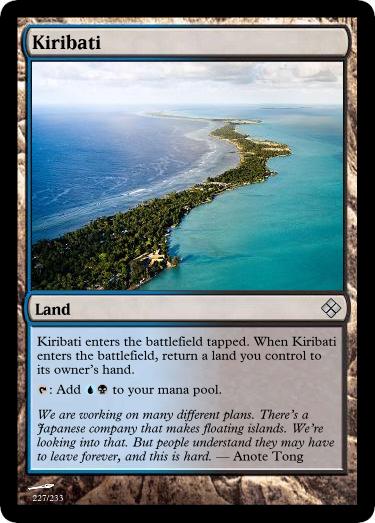 Kiribati
Land
Kiribati enters the battlefield tapped. When Kiribati
enters the battlefield, return a land you control to
its owner's hand.
: Add to your mana pool.
We are working on many different plans. There's a
Japanese company that makes floating islands. We're
looking into that. But people understand they may have
to leave forever, and this is hard. — Anote Tong
227/233